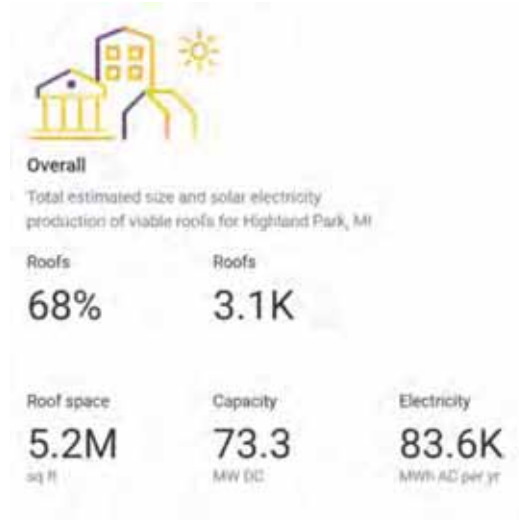 Overall
Total estimated size and solar electricity
production of viable roofs for Highland Park, MI
Roofs Roofs
68% 3.1K
Roof space Capacity Electricity
5.2M 73.3 83.6K
sq ft MW DC MWh AC per yr